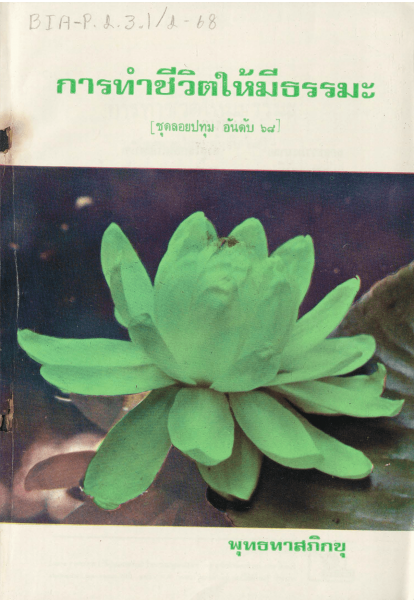 BIA-P.2.3.1/2-68
การทำชีวิตให้มีธรรมะ
[ชุดลอยปทุม อันดับ ๖๘]
พุทธทาสภิกขุ